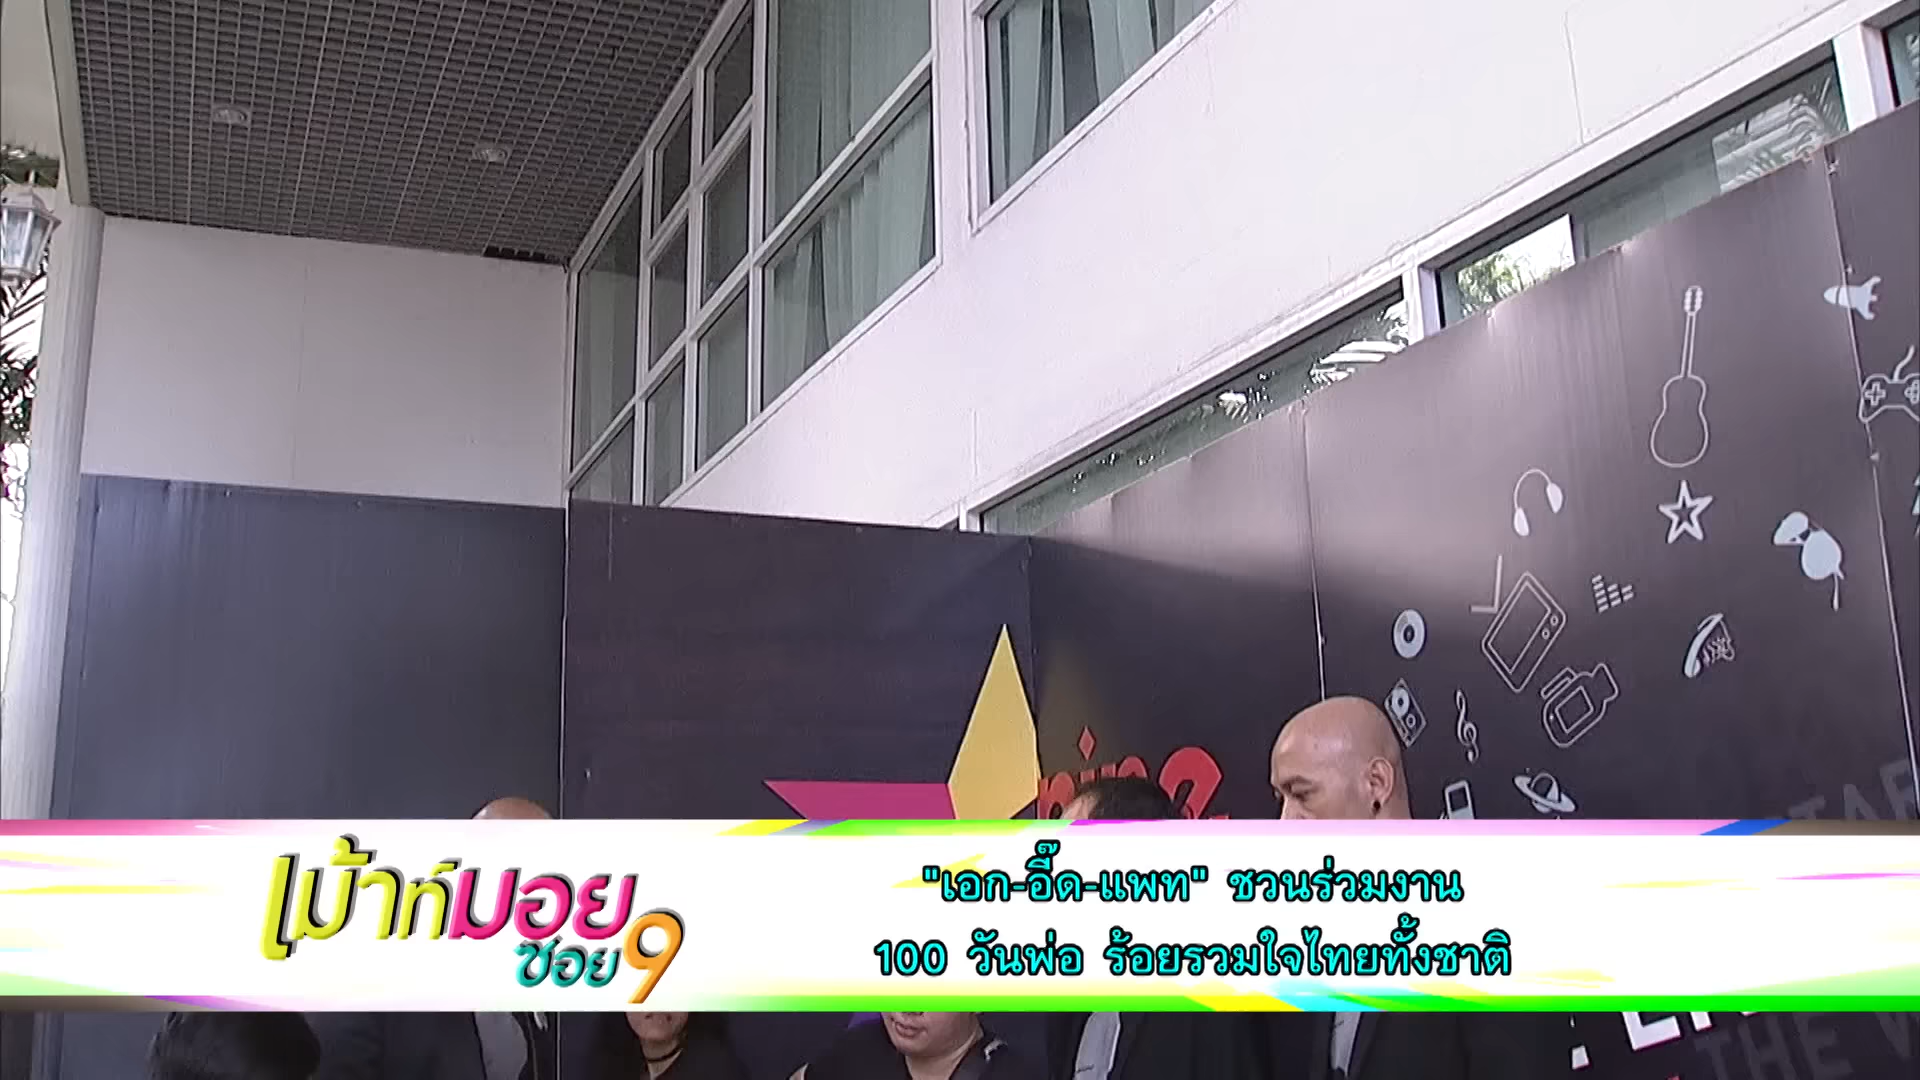 nine
"เอก-อี๊ด-แพท" ชวนร่วมงาน
เม้าท์มอย
ซอย 9
100 วันพ่อ ร้อยรวมใจไทยทั้งชาติ
THE